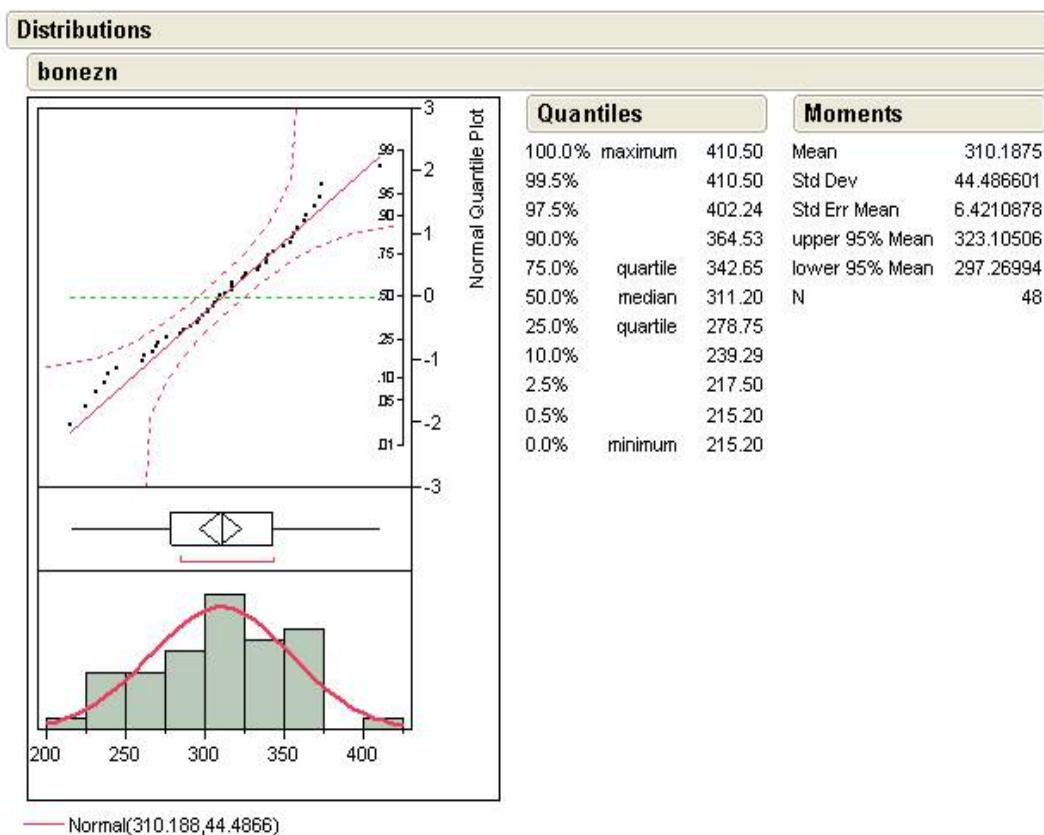 Distributions
bonezn
3
2
1
0
-1
-2
-3
Normal Quantile Plot
.99
.95
.90
.75
.50
.25
.10
.05
.01
200 250 300 350 400
Normal(310.188,44.4866)
Quantiles
100.0% maximum 410.50
99.5% 410.50
97.5% 402.24
90.0% 364.53
75.0% quartile 342.65
50.0% median 311.20
25.0% quartile 278.75
10.0% 239.29
2.5% 217.50
0.5% 215.20
0.0% minimum 215.20
Moments
Mean 310.1875
Std Dev 44.486601
Std Err Mean 6.4210878
upper 95% Mean 323.10506
lower 95% Mean 297.26994
N 48